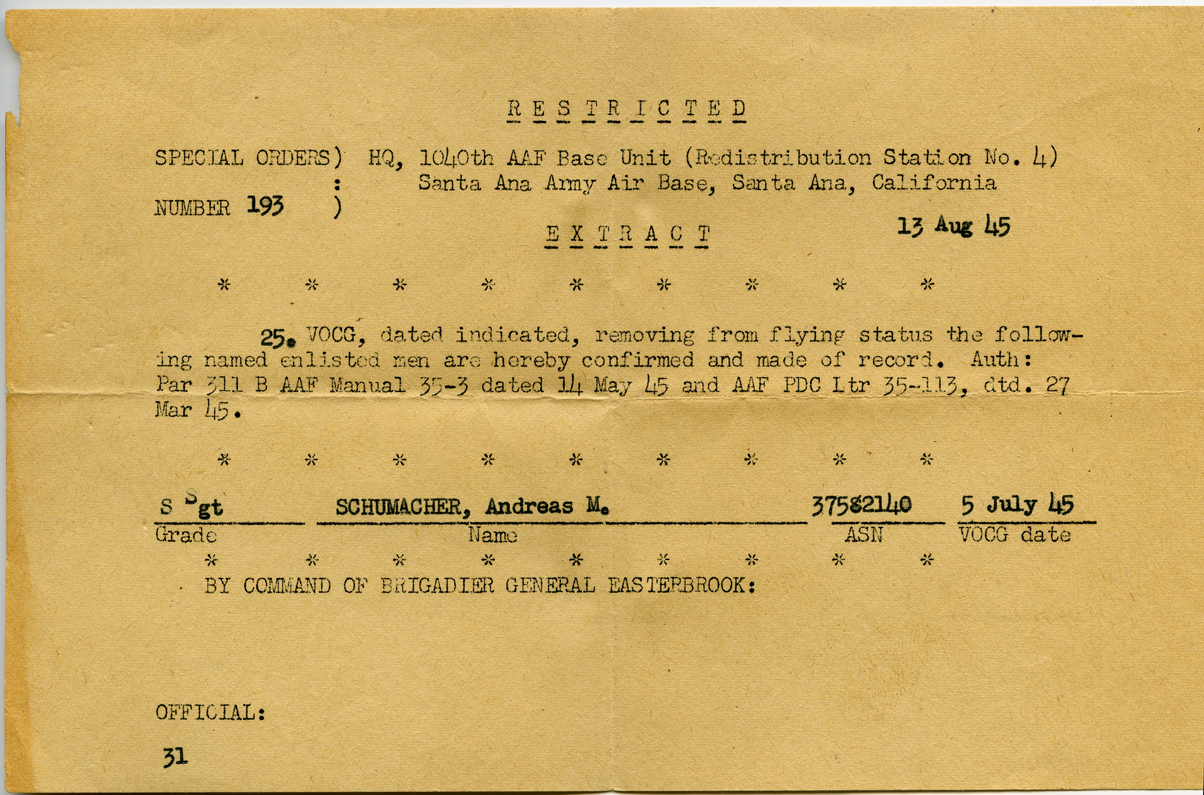 RESTRICTED
SPECIAL ORDERS) HQ, 1040th AAF Base Unit (Redistribution Station No. 4)
: Santa Ana Army Air Base, Santa Ana, California
NUMBER 193 )
13 Aug 45
EXTRACT
* * * * * * * * *
25. VOCG, dated indicated, removing from flying status the follow-
ing named enlisted men are hereby confirmed and made of record. Auth:
Par 311 B AAF Manual 35-3 dated 14 May 45 and AAF PDC Ltr 35-113, dtd. 27
Mar 45.
* * * * * * * * *
S Sgt SCHUMACHER, Andreas M. 37582140 5 July 45
Grade Name ASN VOCG date
* * * * * * * * *
BY COMMAND OF BRIGADIER GENERAL EASTERBROOK:
OFFICIAL:
31